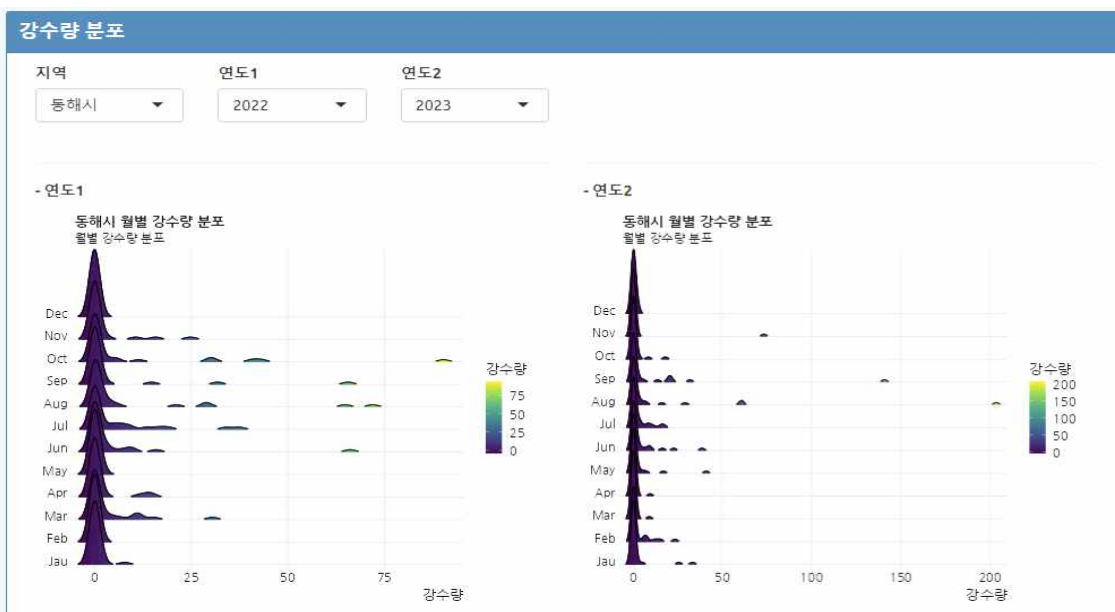 강수량 분포
지역 연도1 연도2
동해시 2022 2023
- 연도1
동해시 월별 강수량 분포
월별 강수량 분포
Dec
Nov
Oct
Sep
Aug
Jul
Jun
May
Apr
Mar
Feb
Jau
0 25 50 75
강수량
강수량
75
50
25
0
- 연도2
동해시 월별 강수량 분포
월별 강수량 분포
Dec
Nov
Oct
Sep
Aug
Jul
Jun
May
Apr
Mar
Feb
Jau
0 50 100 150 200
강수량
강수량
200
150
100
50
0